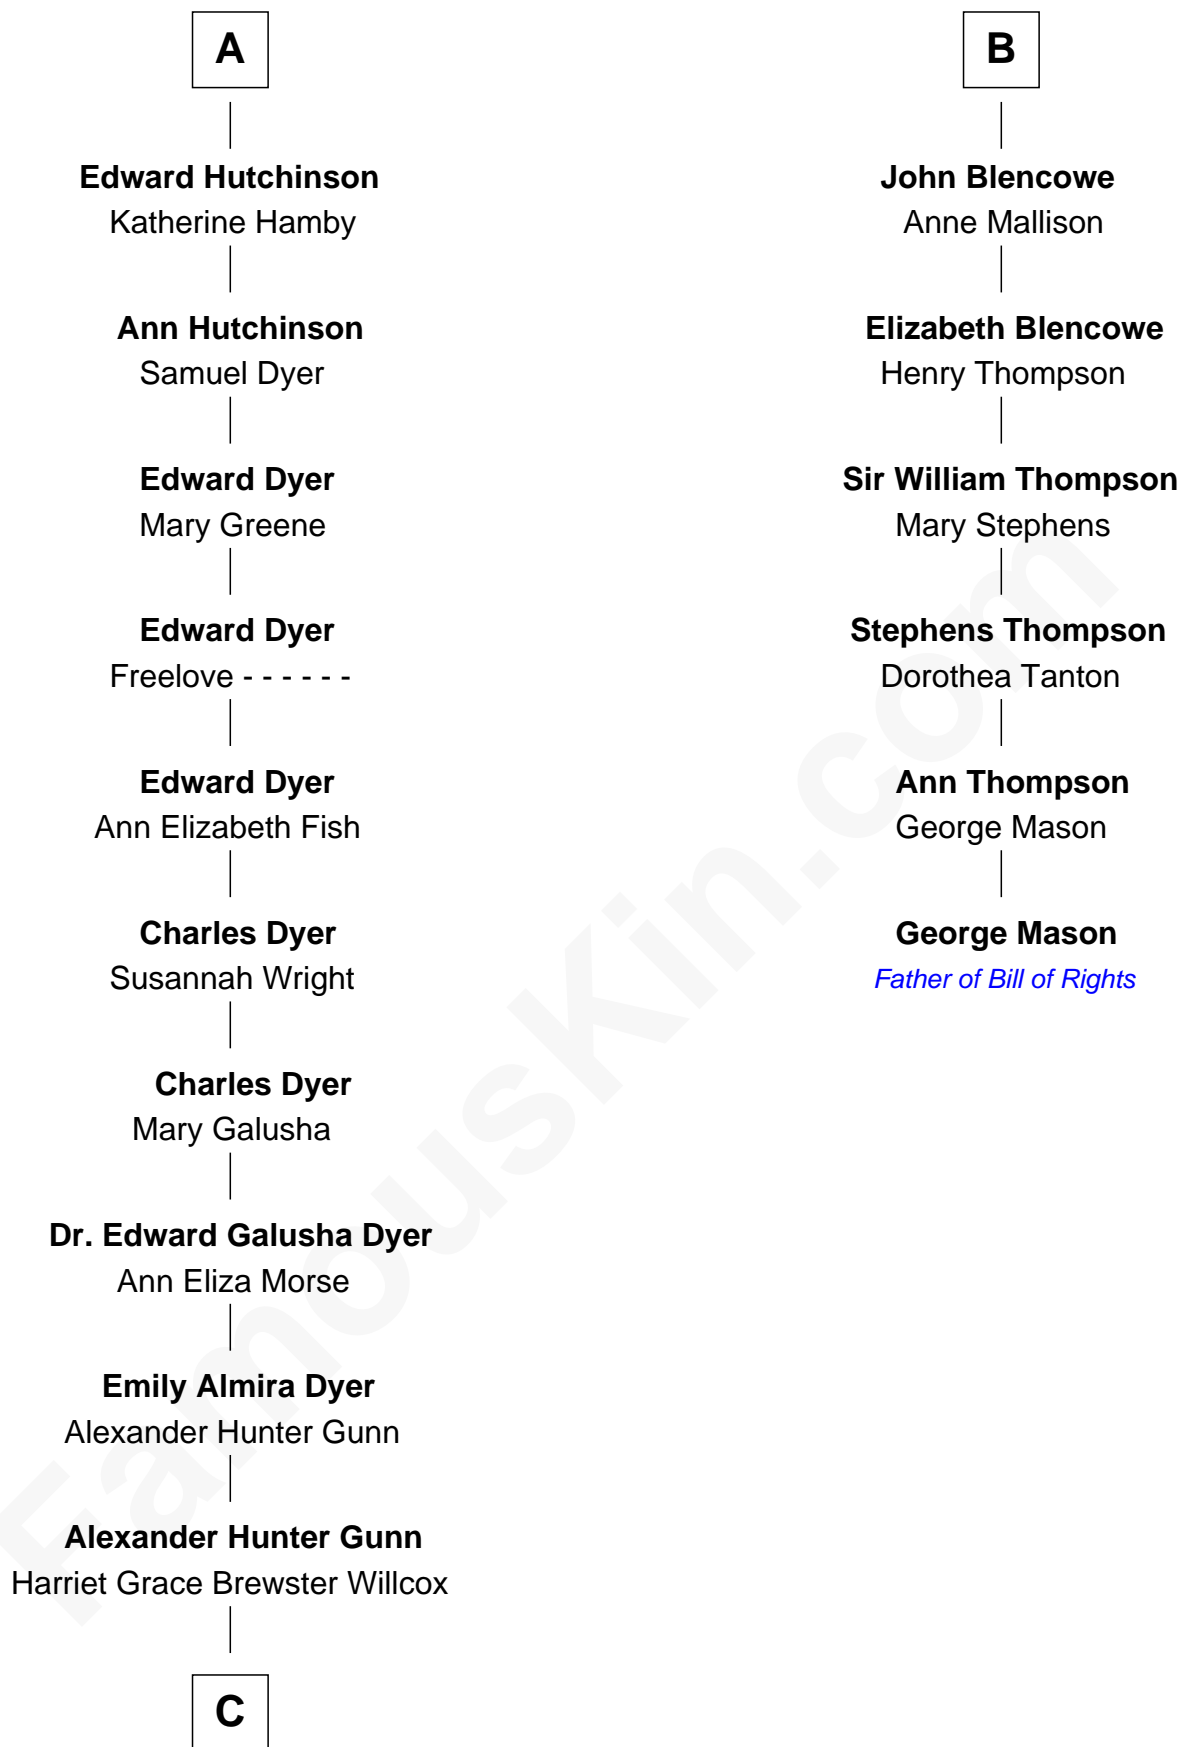 A
Edward Hutchinson
Katherine Hamby
Ann Hutchinson
Samuel Dyer
Edward Dyer
Mary Greene
Edward Dyer
Freelove - - - - - -
Edward Dyer
Ann Elizabeth Fish
Charles Dyer
Susannah Wright
Charles Dyer
Mary Galusha
Dr. Edward Galusha Dyer
Ann Eliza Morse
Emily Almira Dyer
Alexander Hunter Gunn
Alexander Hunter Gunn
Harriet Grace Brewster Willcox
C
B
John Blencowe
Anne Mallison
Elizabeth Blencowe
Henry Thompson
Sir William Thompson
Mary Stephens
Stephens Thompson
Dorothea Tanton
Ann Thompson
George Mason
George Mason
Father of Bill of Rights
FamousKin.com